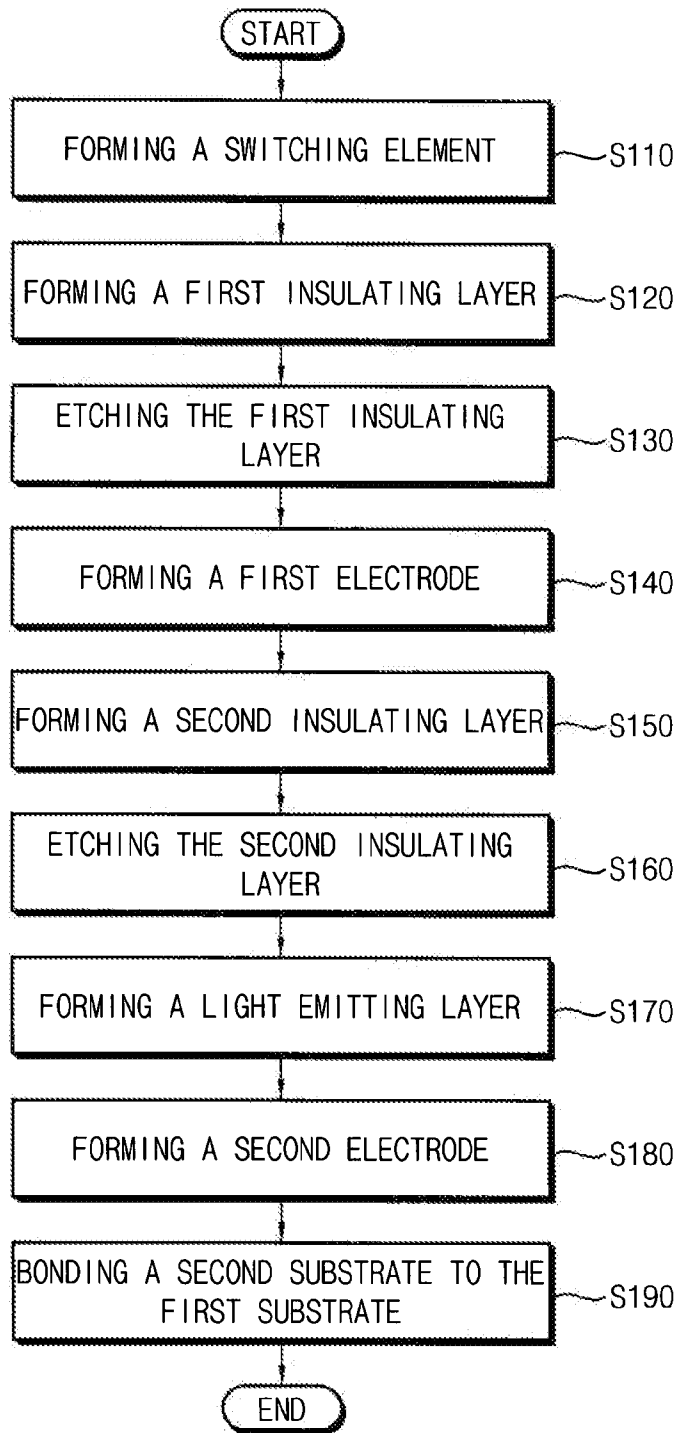 START
FORMING A SWITCHING ELEMENT
S110
FORMING A FIRST INSULATING LAYER
S120
ETCHING THE FIRST INSULATING
LAYER
S130
FORMING A FIRST ELECTRODE
S140
FORMING A SECOND INSULATING LAYER
S150
ETCHING THE SECOND INSULATING
LAYER
S160
FORMING A LIGHT EMITTING LAYER
S170
FORMING A SECOND ELECTRODE
S180
BONDING A SECOND SUBSTRATE TO THE
FIRST SUBSTRATE
S190
END